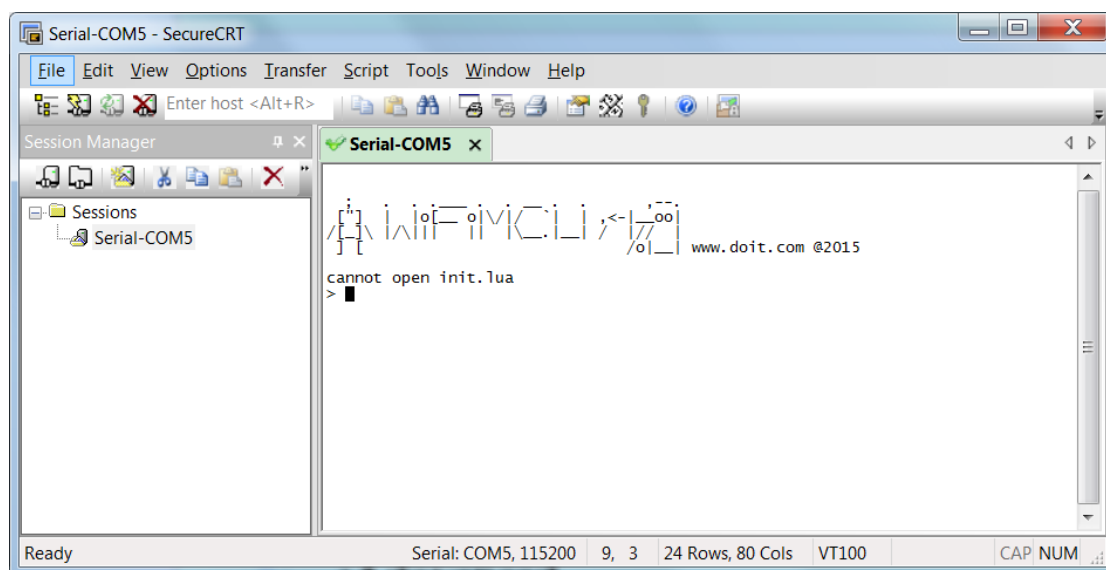 Serial-COM5 - SecureCRT
File Edit View Options Transfer Script Tools Window Help
Enter host <Alt+R>
Session Manager
Serial-COM5
Sessions
Serial-COM5
www.doit.com @2015
cannot open init.lua
>
Ready
Serial: COM5, 115200 9, 3 24 Rows, 80 Cols VT100 CAP NUM